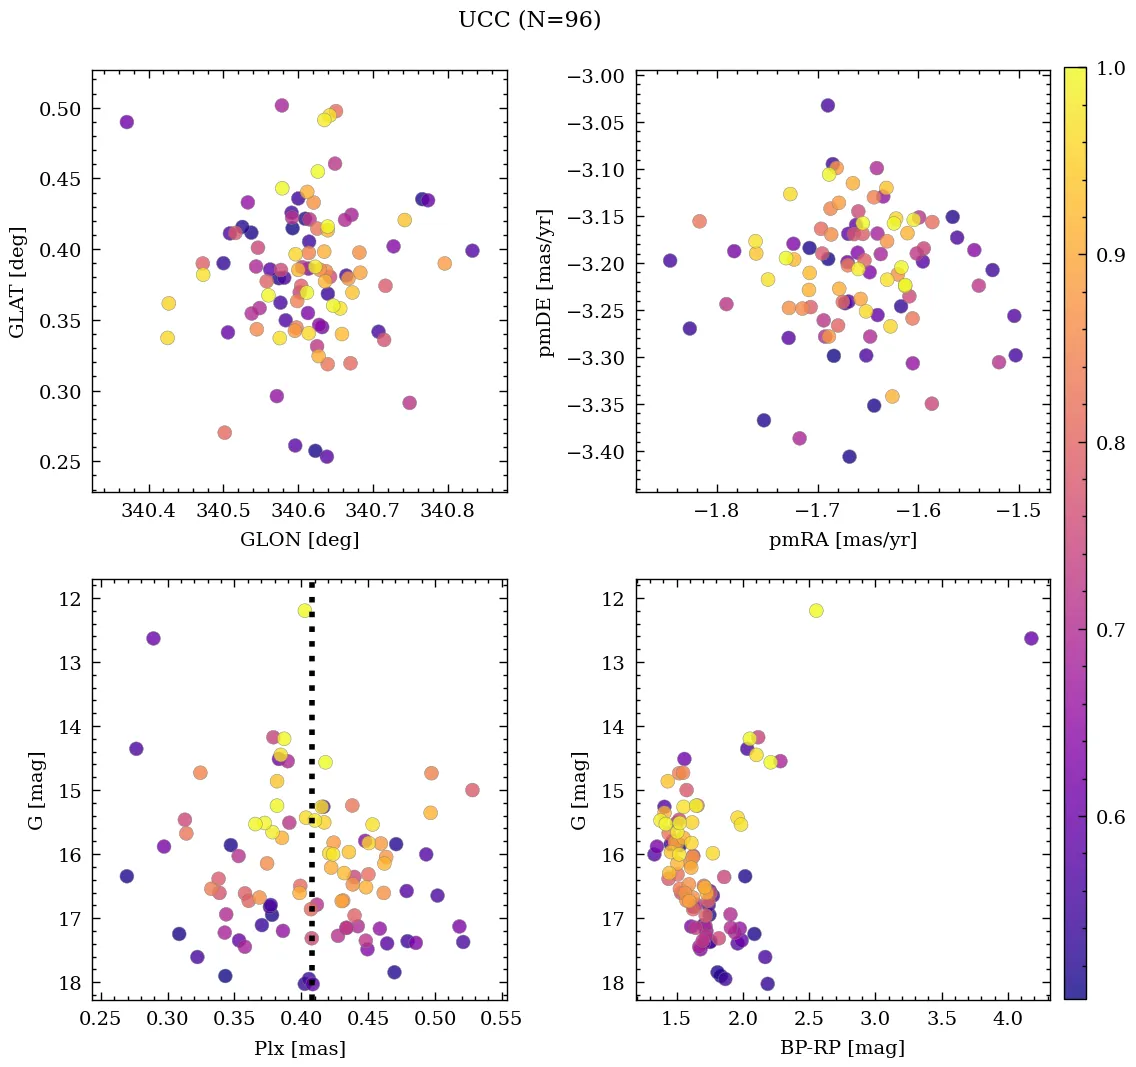 UCC (N=96)
0.50
0.45
0.40
0.35
0.30
0.25
GLAT [deg]
340.4 340.5 340.6 340.7 340.8
GLON [deg]
−3.00
−3.05
−3.10
−3.15
−3.20
−3.25
−3.30
−3.35
−3.40
pmDE [mas/yr]
−1.8 −1.7 −1.6 −1.5
pmRA [mas/yr]
1.0
0.9
0.8
0.7
0.6
12
13
14
15
16
17
18
G [mag]
0.25 0.30 0.35 0.40 0.45 0.50 0.55
Plx [mas]
12
13
14
15
16
17
18
G [mag]
1.5 2.0 2.5 3.0 3.5 4.0
BP-RP [mag]